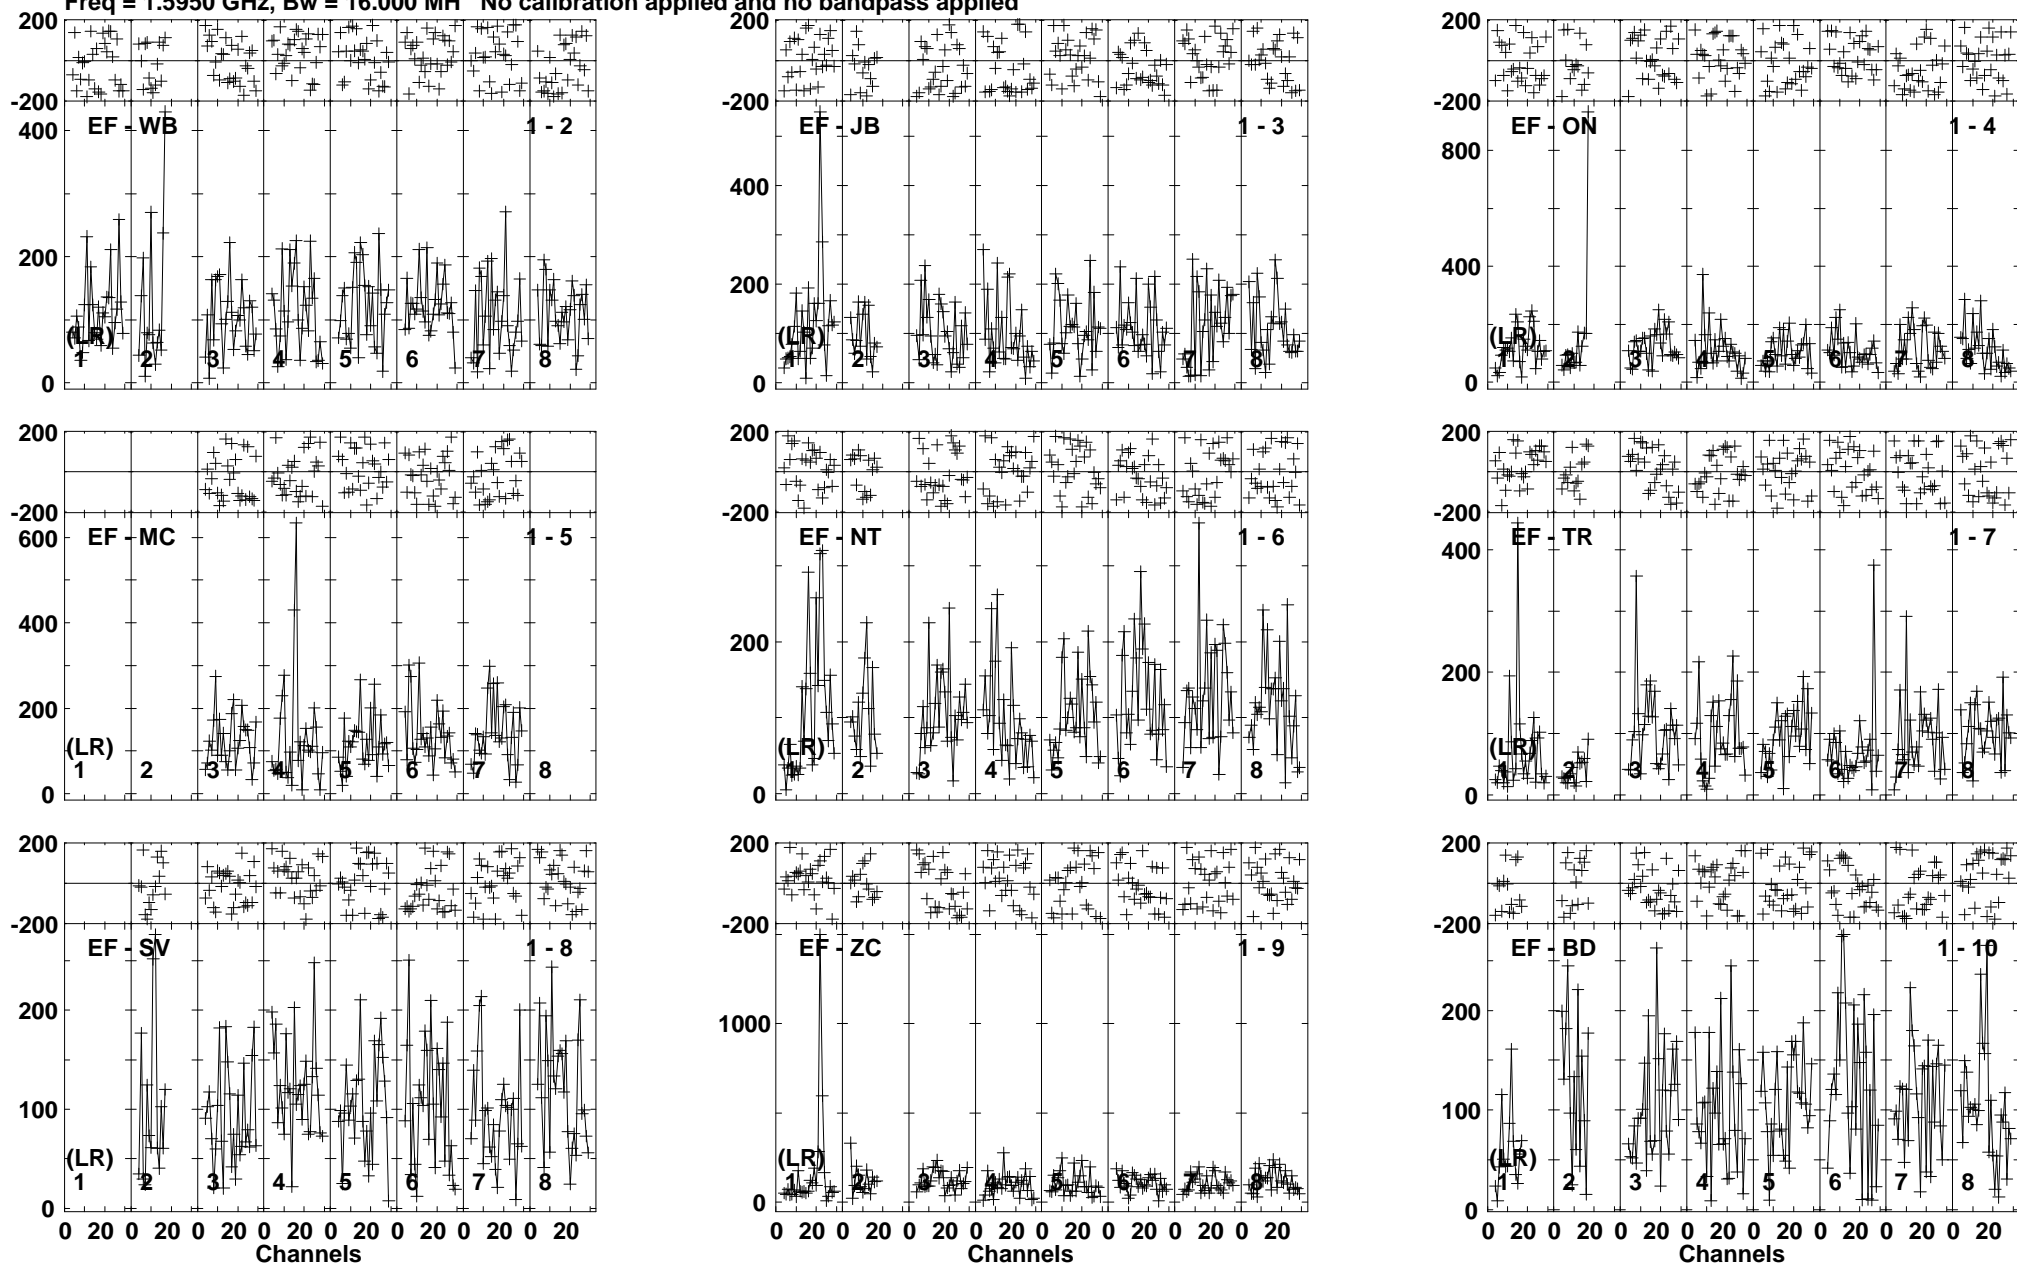 Freq = 1.5950 GHz, Bw = 16.000 MH No calibration applied and no bandpass applied
200 200 200
-200 -200 -200
EF - WB 1 - 2 EF - JB 1 - 3 EF - ON 1 - 4
400 400 800
200 200 400
(LR) (LR) (LR)
1 2 3 4 5 6 7 8 1 2 3 4 5 6 7 8 1 2 3 4 5 6 7 8
0 0 0
200 200 200
-200 -200 -200
EF - MC 1 - 5 EF - NT 1 - 6 EF - TR 1 - 7
600 400
400 200 200
200
(LR) (LR) (LR)
1 2 3 4 5 6 7 8 1 2 3 4 5 6 7 8 1 2 3 4 5 6 7 8
0 0 0
200 200 200
-200 -200 -200
EF - SV 1 - 8 EF - ZC 1 - 9 EF - BD 1 - 10
200 1000 200
100 100
(LR) (LR) (LR)
1 2 3 4 5 6 7 8 1 2 3 4 5 6 7 8 1 2 3 4 5 6 7 8
0 0 0
0 20 0 20 0 20 0 20 0 20 0 20 0 20 0 20 0 20 0 20 0 20 0 20 0 20 0 20 0 20 0 20 0 20 0 20 0 20 0 20 0 20 0 20 0 20 0 20
Channels Channels Channels